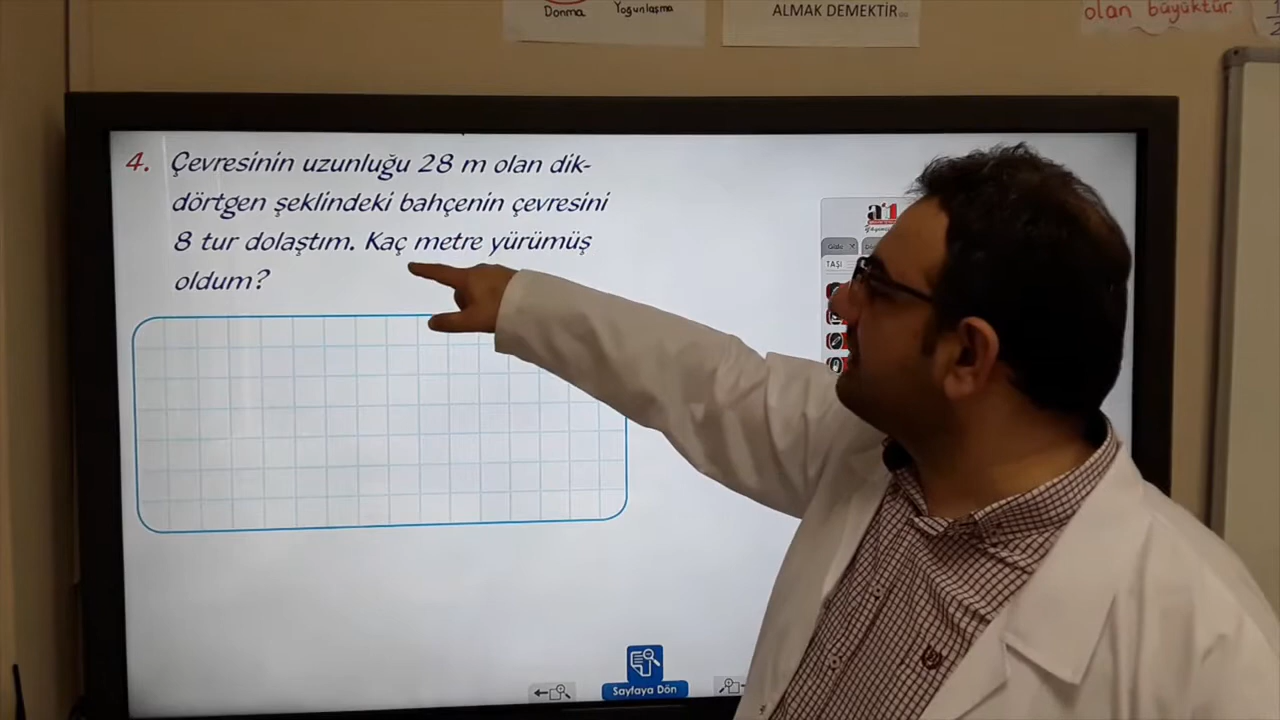 Donma
Yoğunlaşma
ALMAK DEMEKTİR
olan büyüktür
4. Çevresinin uzunluğu 28 m olan dik-
dörtgen şeklindeki bahçenin çevresini
8 tur dolaştım. Kaç metre yürümüş
oldum?
TAŞI
Sayfaya Dön